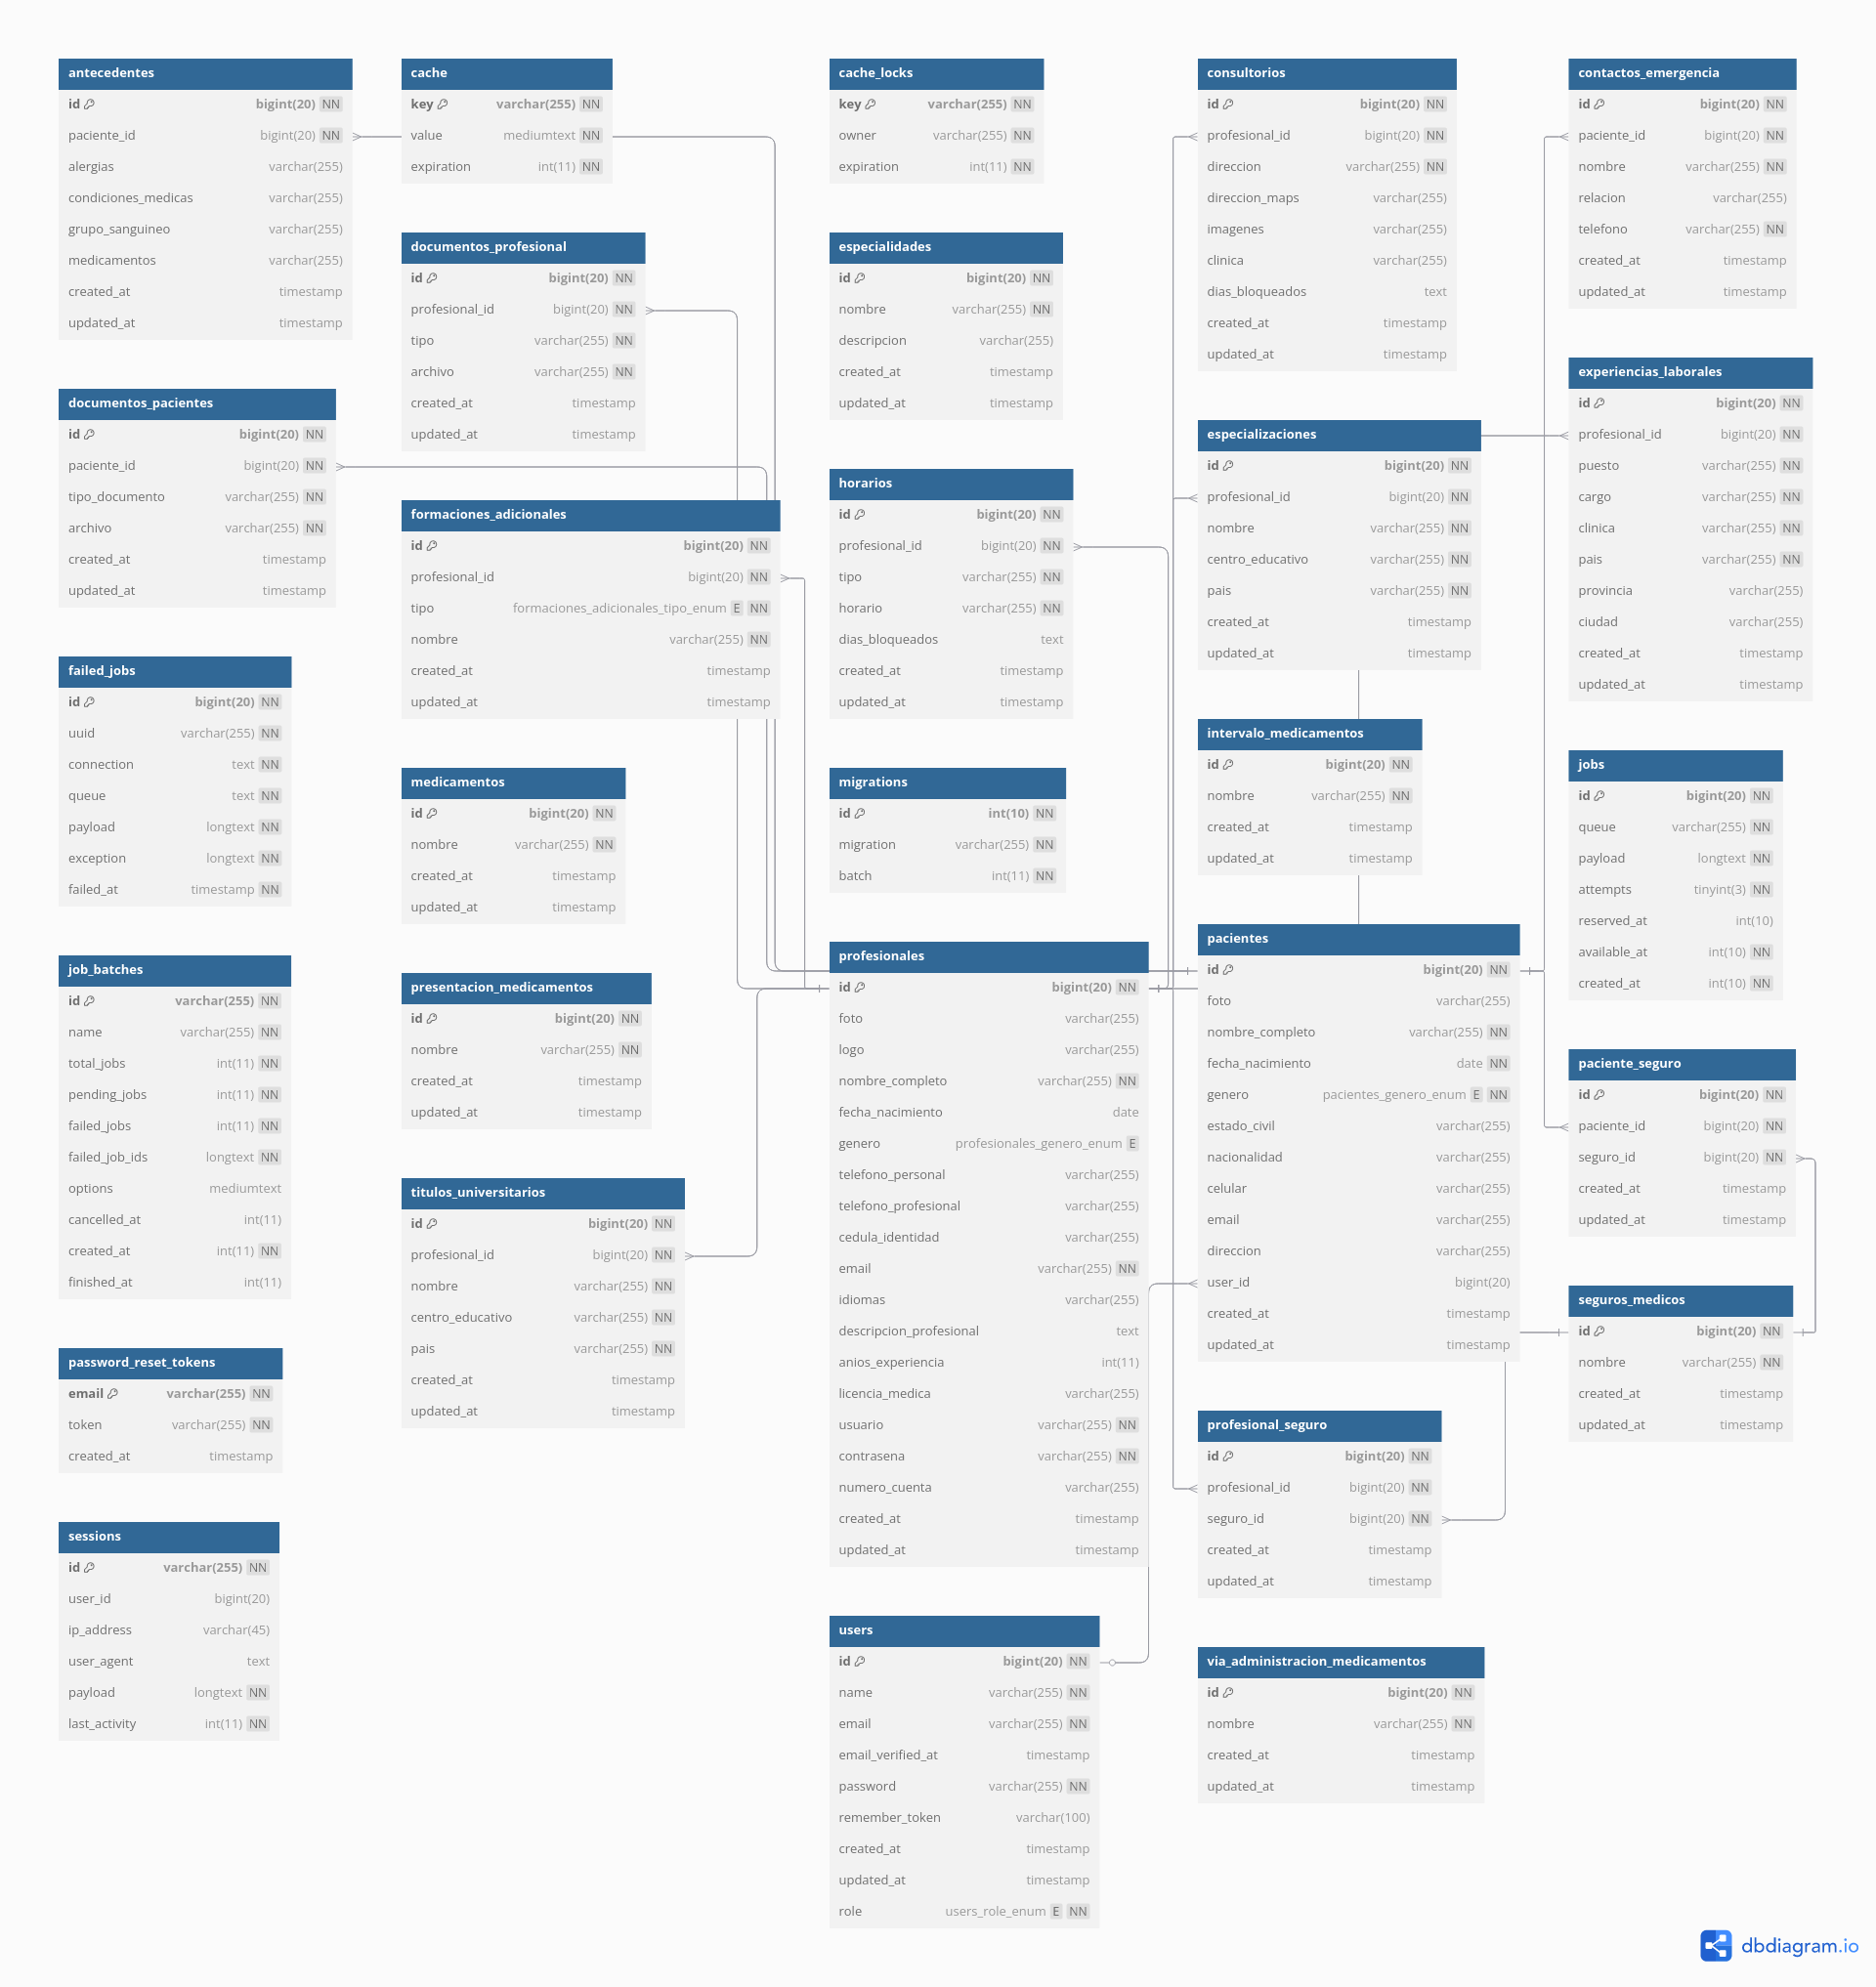 antecedentes
id bigint(20) NN
paciente_id bigint(20) NN
alergias varchar(255)
condiciones_medicas varchar(255)
grupo_sanguineo varchar(255)
medicamentos varchar(255)
created_at timestamp
updated_at timestamp
documentos_pacientes
id bigint(20) NN
paciente_id bigint(20) NN
tipo_documento varchar(255) NN
archivo varchar(255) NN
created_at timestamp
updated_at timestamp
failed_jobs
id bigint(20) NN
uuid varchar(255) NN
connection text NN
queue text NN
payload longtext NN
exception longtext NN
failed_at timestamp NN
job_batches
id varchar(255) NN
name varchar(255) NN
total_jobs int(11) NN
pending_jobs int(11) NN
failed_jobs int(11) NN
failed_job_ids longtext NN
options mediumtext
cancelled_at int(11)
created_at int(11) NN
finished_at int(11)
password_reset_tokens
email varchar(255) NN
token varchar(255) NN
created_at timestamp
sessions
id varchar(255) NN
user_id bigint(20)
ip_address varchar(45)
user_agent text
payload longtext NN
last_activity int(11) NN
cache
key varchar(255) NN
value mediumtext NN
expiration int(11) NN
documentos_profesional
id bigint(20) NN
profesional_id bigint(20) NN
tipo varchar(255) NN
archivo varchar(255) NN
created_at timestamp
updated_at timestamp
formaciones_adicionales
id bigint(20) NN
profesional_id bigint(20) NN
tipo formaciones_adicionales_tipo_enum E NN
nombre varchar(255) NN
created_at timestamp
updated_at timestamp
medicamentos
id bigint(20) NN
nombre varchar(255) NN
created_at timestamp
updated_at timestamp
presentacion_medicamentos
id bigint(20) NN
nombre varchar(255) NN
created_at timestamp
updated_at timestamp
titulos_universitarios
id bigint(20) NN
profesional_id bigint(20) NN
nombre varchar(255) NN
centro_educativo varchar(255) NN
pais varchar(255) NN
created_at timestamp
updated_at timestamp
cache_locks
key varchar(255) NN
owner varchar(255) NN
expiration int(11) NN
especialidades
id bigint(20) NN
nombre varchar(255) NN
descripcion varchar(255)
created_at timestamp
updated_at timestamp
horarios
id bigint(20) NN
profesional_id bigint(20) NN
tipo varchar(255) NN
horario varchar(255) NN
dias_bloqueados text
created_at timestamp
updated_at timestamp
migrations
id int(10) NN
migration varchar(255) NN
batch int(11) NN
profesionales
id bigint(20) NN
foto varchar(255)
logo varchar(255)
nombre_completo varchar(255) NN
fecha_nacimiento date
genero profesionales_genero_enum E
telefono_personal varchar(255)
telefono_profesional varchar(255)
cedula_identidad varchar(255)
email varchar(255) NN
idiomas varchar(255)
descripcion_profesional text
anios_experiencia int(11)
licencia_medica varchar(255)
usuario varchar(255) NN
contrasena varchar(255) NN
numero_cuenta varchar(255)
created_at timestamp
updated_at timestamp
users
id bigint(20) NN
name varchar(255) NN
email varchar(255) NN
email_verified_at timestamp
password varchar(255) NN
remember_token varchar(100)
created_at timestamp
updated_at timestamp
role users_role_enum E NN
consultorios
id bigint(20) NN
profesional_id bigint(20) NN
direccion varchar(255) NN
direccion_maps varchar(255)
imagenes varchar(255)
clinica varchar(255)
dias_bloqueados text
created_at timestamp
updated_at timestamp
especializaciones
id bigint(20) NN
profesional_id bigint(20) NN
nombre varchar(255) NN
centro_educativo varchar(255) NN
pais varchar(255) NN
created_at timestamp
updated_at timestamp
intervalo_medicamentos
id bigint(20) NN
nombre varchar(255) NN
created_at timestamp
updated_at timestamp
pacientes
id bigint(20) NN
foto varchar(255)
nombre_completo varchar(255) NN
fecha_nacimiento date NN
genero pacientes_genero_enum E NN
estado_civil varchar(255)
nacionalidad varchar(255)
celular varchar(255)
email varchar(255)
direccion varchar(255)
user_id bigint(20)
created_at timestamp
updated_at timestamp
profesional_seguro
id bigint(20) NN
profesional_id bigint(20) NN
seguro_id bigint(20) NN
created_at timestamp
updated_at timestamp
via_administracion_medicamentos
id bigint(20) NN
nombre varchar(255) NN
created_at timestamp
updated_at timestamp
contactos_emergencia
id bigint(20) NN
paciente_id bigint(20) NN
nombre varchar(255) NN
relacion varchar(255)
telefono varchar(255) NN
created_at timestamp
updated_at timestamp
experiencias_laborales
id bigint(20) NN
profesional_id bigint(20) NN
puesto varchar(255) NN
cargo varchar(255) NN
clinica varchar(255) NN
pais varchar(255) NN
provincia varchar(255)
ciudad varchar(255)
created_at timestamp
updated_at timestamp
jobs
id bigint(20) NN
queue varchar(255) NN
payload longtext NN
attempts tinyint(3) NN
reserved_at int(10)
available_at int(10) NN
created_at int(10) NN
paciente_seguro
id bigint(20) NN
paciente_id bigint(20) NN
seguro_id bigint(20) NN
created_at timestamp
updated_at timestamp
seguros_medicos
id bigint(20) NN
nombre varchar(255) NN
created_at timestamp
updated_at timestamp
dbdiagram.io